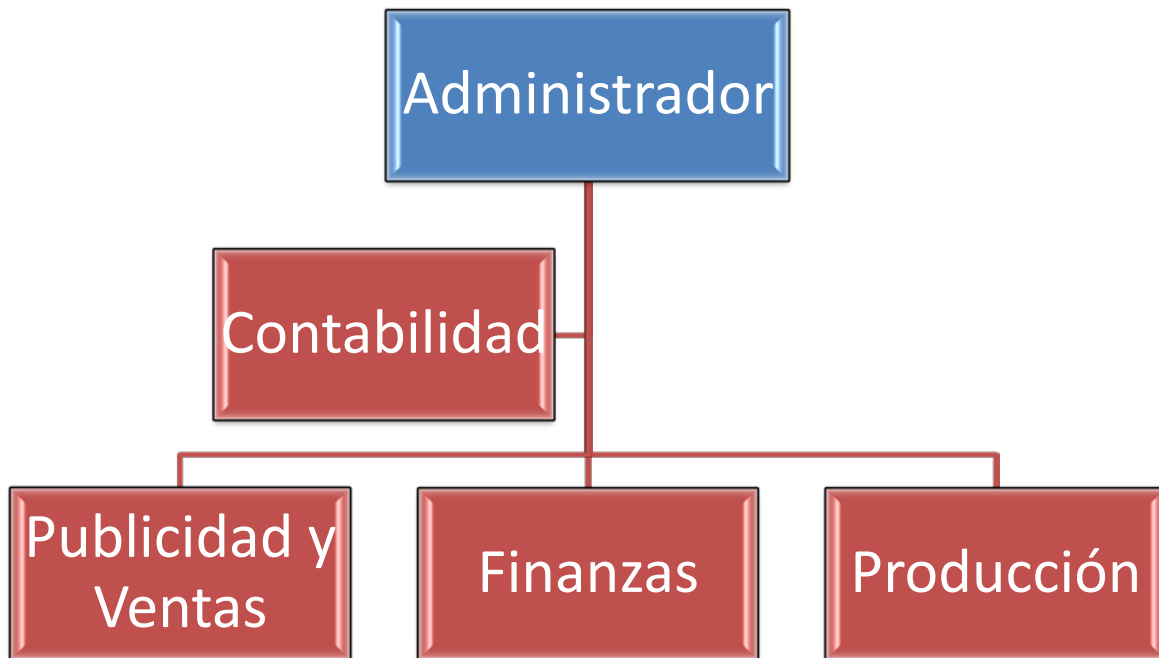 Administrador
Contabilidad
Publicidad y
Ventas
Finanzas
Producción